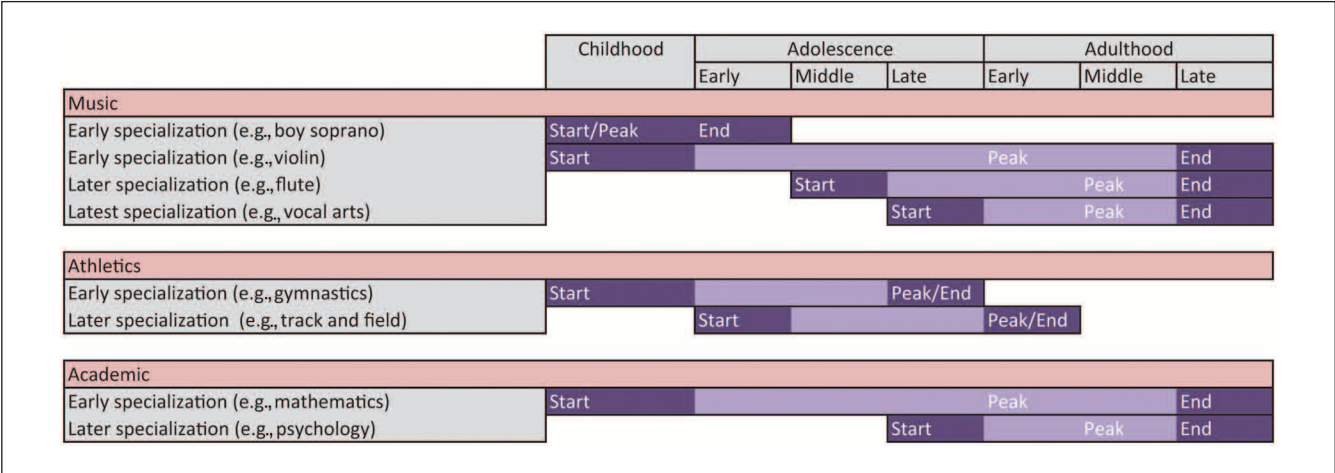 Childhood Adolescence Adulthood
Early Middle Late Early Middle Late
Music
Early specialization (e.g., boy soprano) Start/Peak End
Early specialization (e.g., violin) Start Peak End
Later specialization (e.g., flute) Start Peak End
Latest specialization (e.g., vocal arts) Start Peak End
Athletics
Early specialization (e.g., gymnastics) Start Peak/End
Later specialization (e.g., track and field) Start Peak/End
Academic
Early specialization (e.g., mathematics) Start Peak End
Later specialization (e.g., psychology) Start Peak End